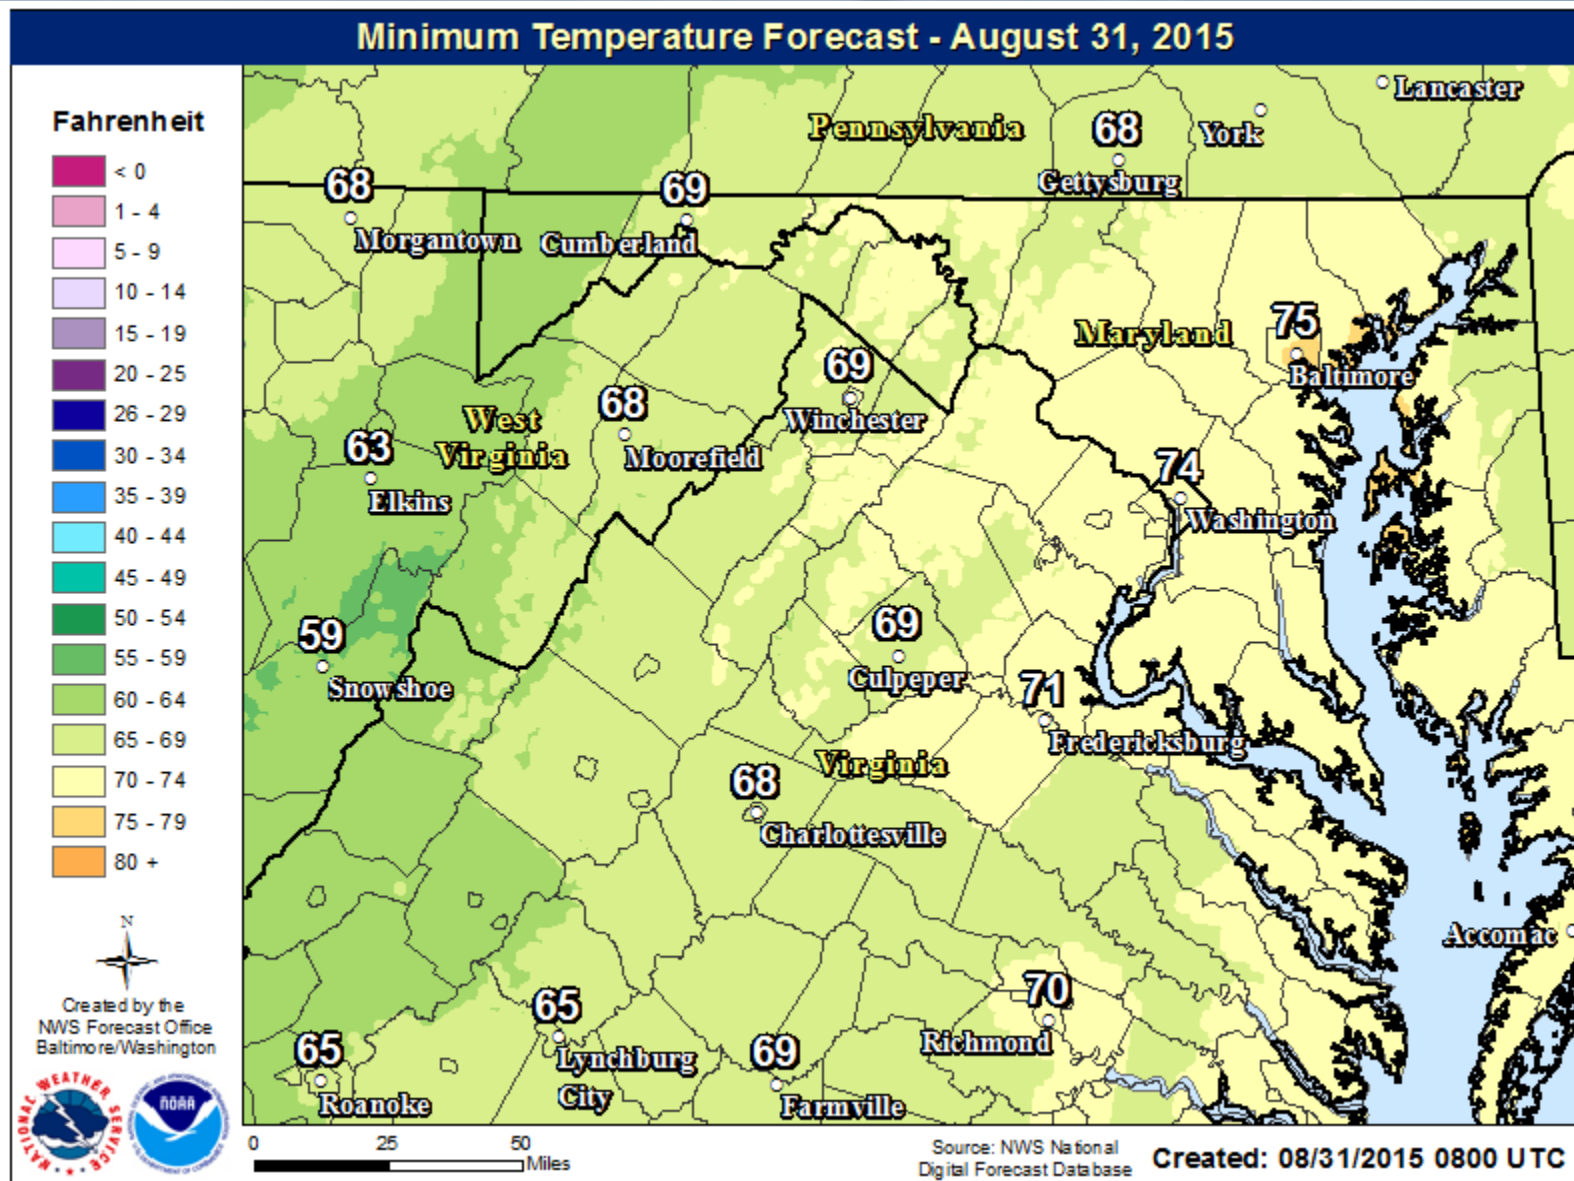 Minimum Temperature Forecast - August 31, 2015
Fahrenheit
< 0
1 - 4
5 - 9
10 - 14
15 - 19
20 - 25
26 - 29
30 - 34
35 - 39
40 - 44
45 - 49
50 - 54
55 - 59
60 - 64
65 - 69
70 - 74
75 - 79
80 +
N
Created by the
NWS Forecast Office
Baltimore/Washington
NATIONAL WEATHER SERVICE
NOAA
Lancaster
Pennsylvania
68
York
Gettysburg
68
69
Morgantown
Cumberland
Maryland
75
Baltimore
69
Winchester
West
Virginia
68
Moorefield
63
Elkins
74
Washington
59
Snowshoe
69
Culpeper
71
Fredericksburg
Virginia
68
Charlottesville
Accomac
70
Richmond
65
Lynchburg
City
65
Roanoke
69
Farmville
0 25 50
Miles
Source: NWS National
Digital Forecast Database
Created: 08/31/2015 0800 UTC